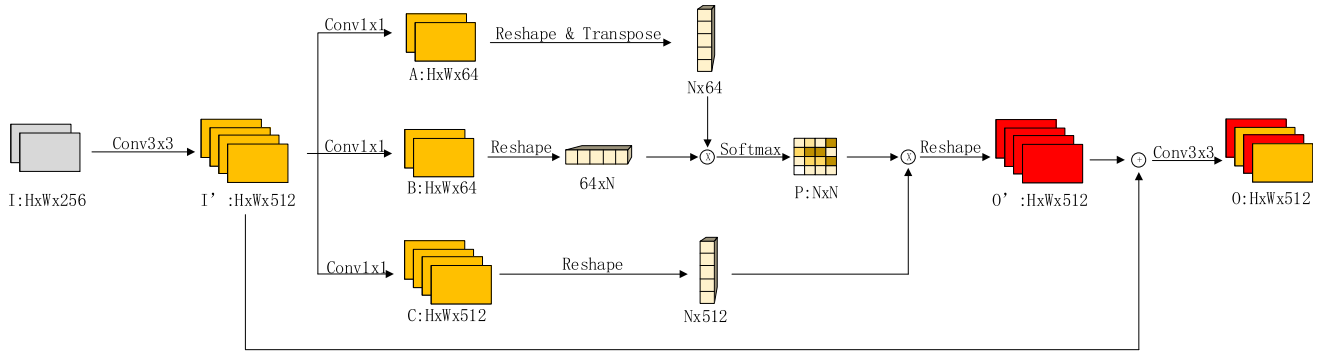 Conv1x1
Reshape & Transpose
A:HxWx64
Nx64
Conv3x3
Conv1x1
Reshape
x
Softmax
x
Reshape
+
Conv3x3
I:HxWx256
I’:HxWx512
B:HxWx64
64xN
P:NxN
O’:HxWx512
O:HxWx512
Conv1x1
Reshape
C:HxWx512
Nx512